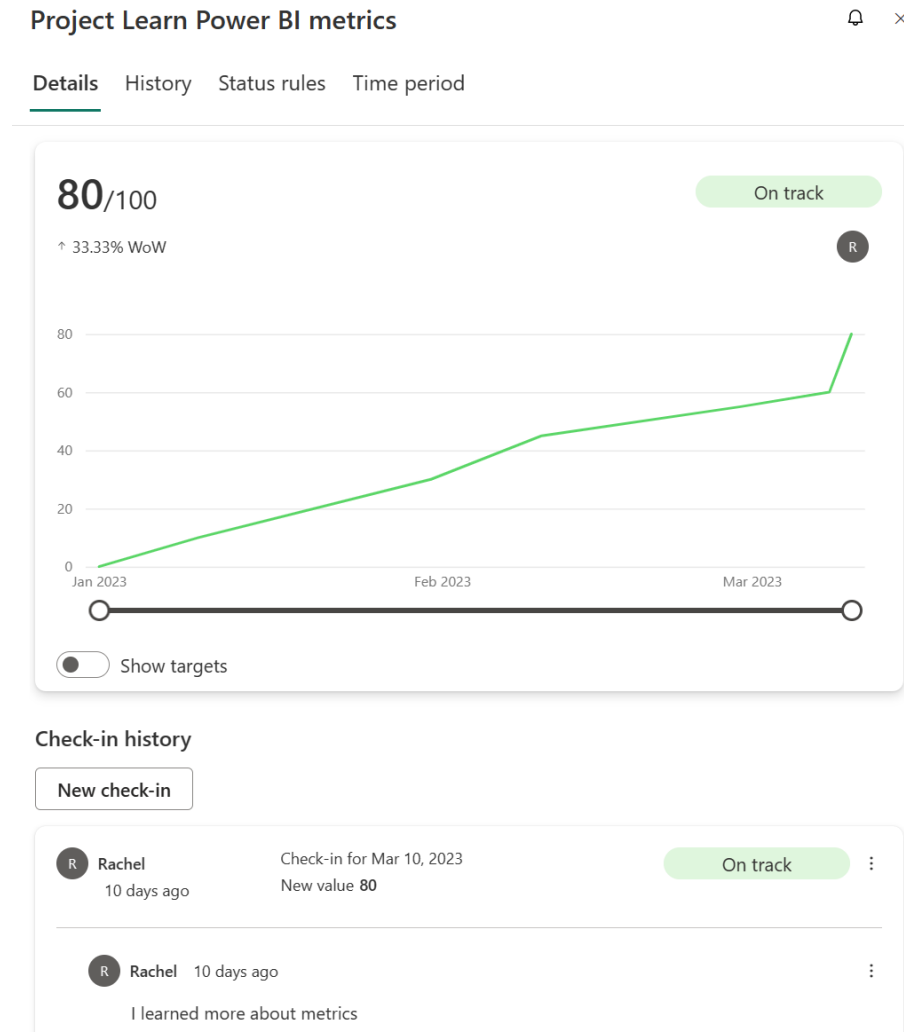 Project Learn Power BI metrics
Details History Status rules Time period
80/100
On track
↑ 33.33% WoW
R
80
60
40
20
0
Jan 2023 Feb 2023 Mar 2023
Show targets
Check-in history
New check-in
R Rachel
10 days ago
Check-in for Mar 10, 2023
New value 80
On track
R Rachel 10 days ago
I learned more about metrics